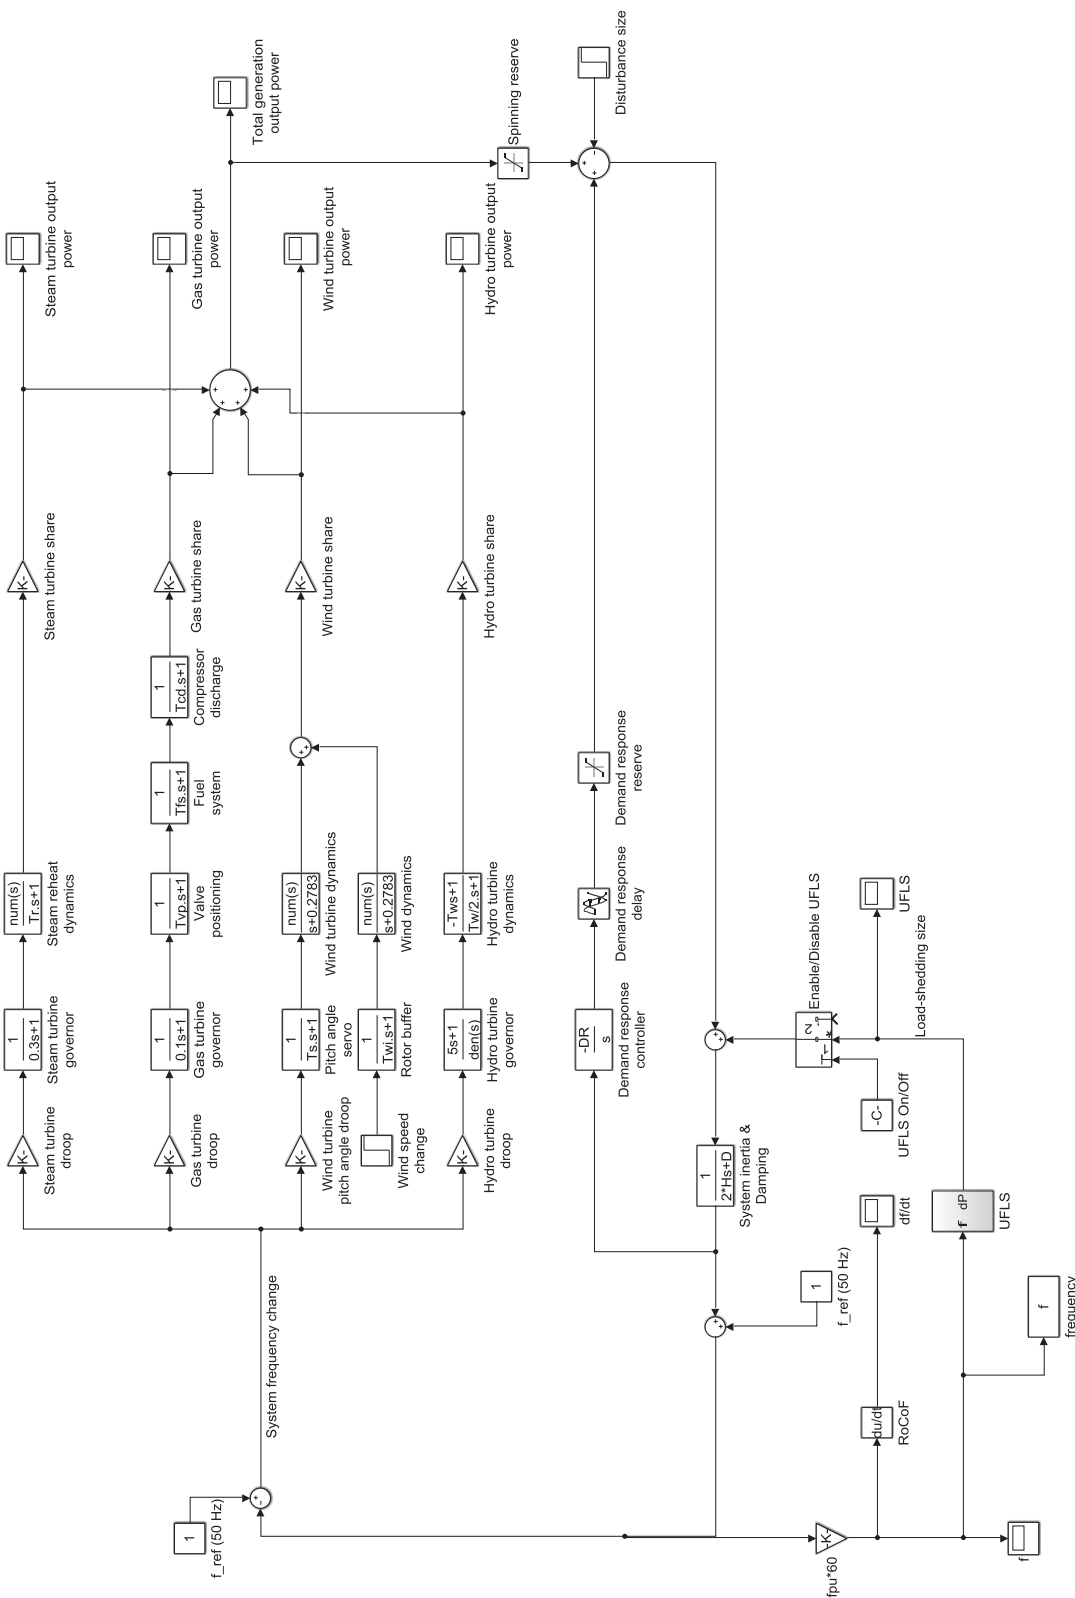 1
f_ref (50 Hz)
+
-
System frequency change
-K-
Steam turbine
droop
1
0.3s+1
Steam turbine
governor
num(s)
Tr.s+1
Steam reheat
dynamics
-K-
Steam turbine share
Steam turbine output
power
-K-
Gas turbine
droop
1
0.1s+1
Gas turbine
governor
1
Tvp.s+1
Valve
positioning
1
Tfs.s+1
Fuel
system
1
Tcd.s+1
Compressor
discharge
-K-
Gas turbine share
Gas turbine output
power
+
+
+
+
Total generation
output power
-K-
Wind turbine
pitch angle droop
1
Ts.s+1
Pitch angle
servo
num(s)
s+0.2783
Wind turbine dynamics
+
+
-K-
Wind turbine share
Wind turbine output
power
Wind speed
change
1
Twi.s+1
Rotor buffer
num(s)
s+0.2783
Wind dynamics
-K-
Hydro turbine
droop
5s+1
den(s)
Hydro turbine
governor
-Tws+1
Tw/2.s+1
Hydro turbine
dynamics
-K-
Hydro turbine share
Hydro turbine output
power
Spinning reserve
+
-
+
Disturbance size
-DR
s
Demand response
controller
Demand response
delay
Demand response
reserve
+
+
1
2*Hs+D
System inertia &
Damping
+
+
1
f_ref (50 Hz)
1
2
*
Enable/Disable UFLS
-C-
UFLS On/Off
UFLS
Load-shedding size
-K-
fpu*60
du/dt
RoCoF
df/dt
f dP
UFLS
f
frequency
f